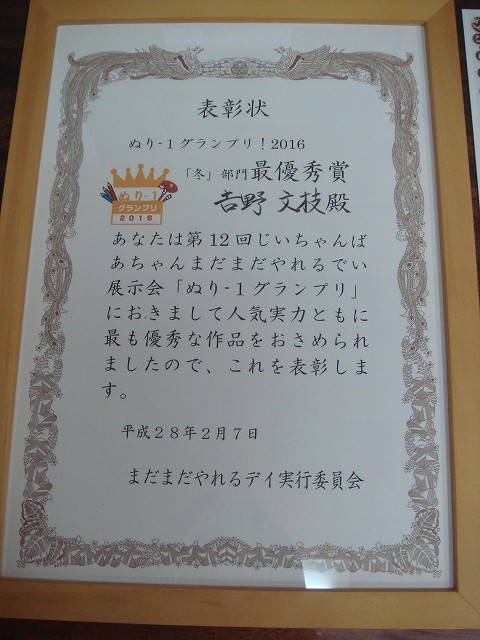 表彰状
ぬり-1グランプリ！2016
「冬」部門 最優秀賞
ぬり-1
グランプリ
2016
𠮷野 文枝殿
あなたは第12回じいちゃんば
あちゃんまだまだやれるでい
展示会「ぬり-1グランプリ」
におきまして人気実力ともに
最も優秀な作品をおさめられ
ましたので、これを表彰しま
す。
平成28年2月7日
まだまだやれるデイ実行委員会